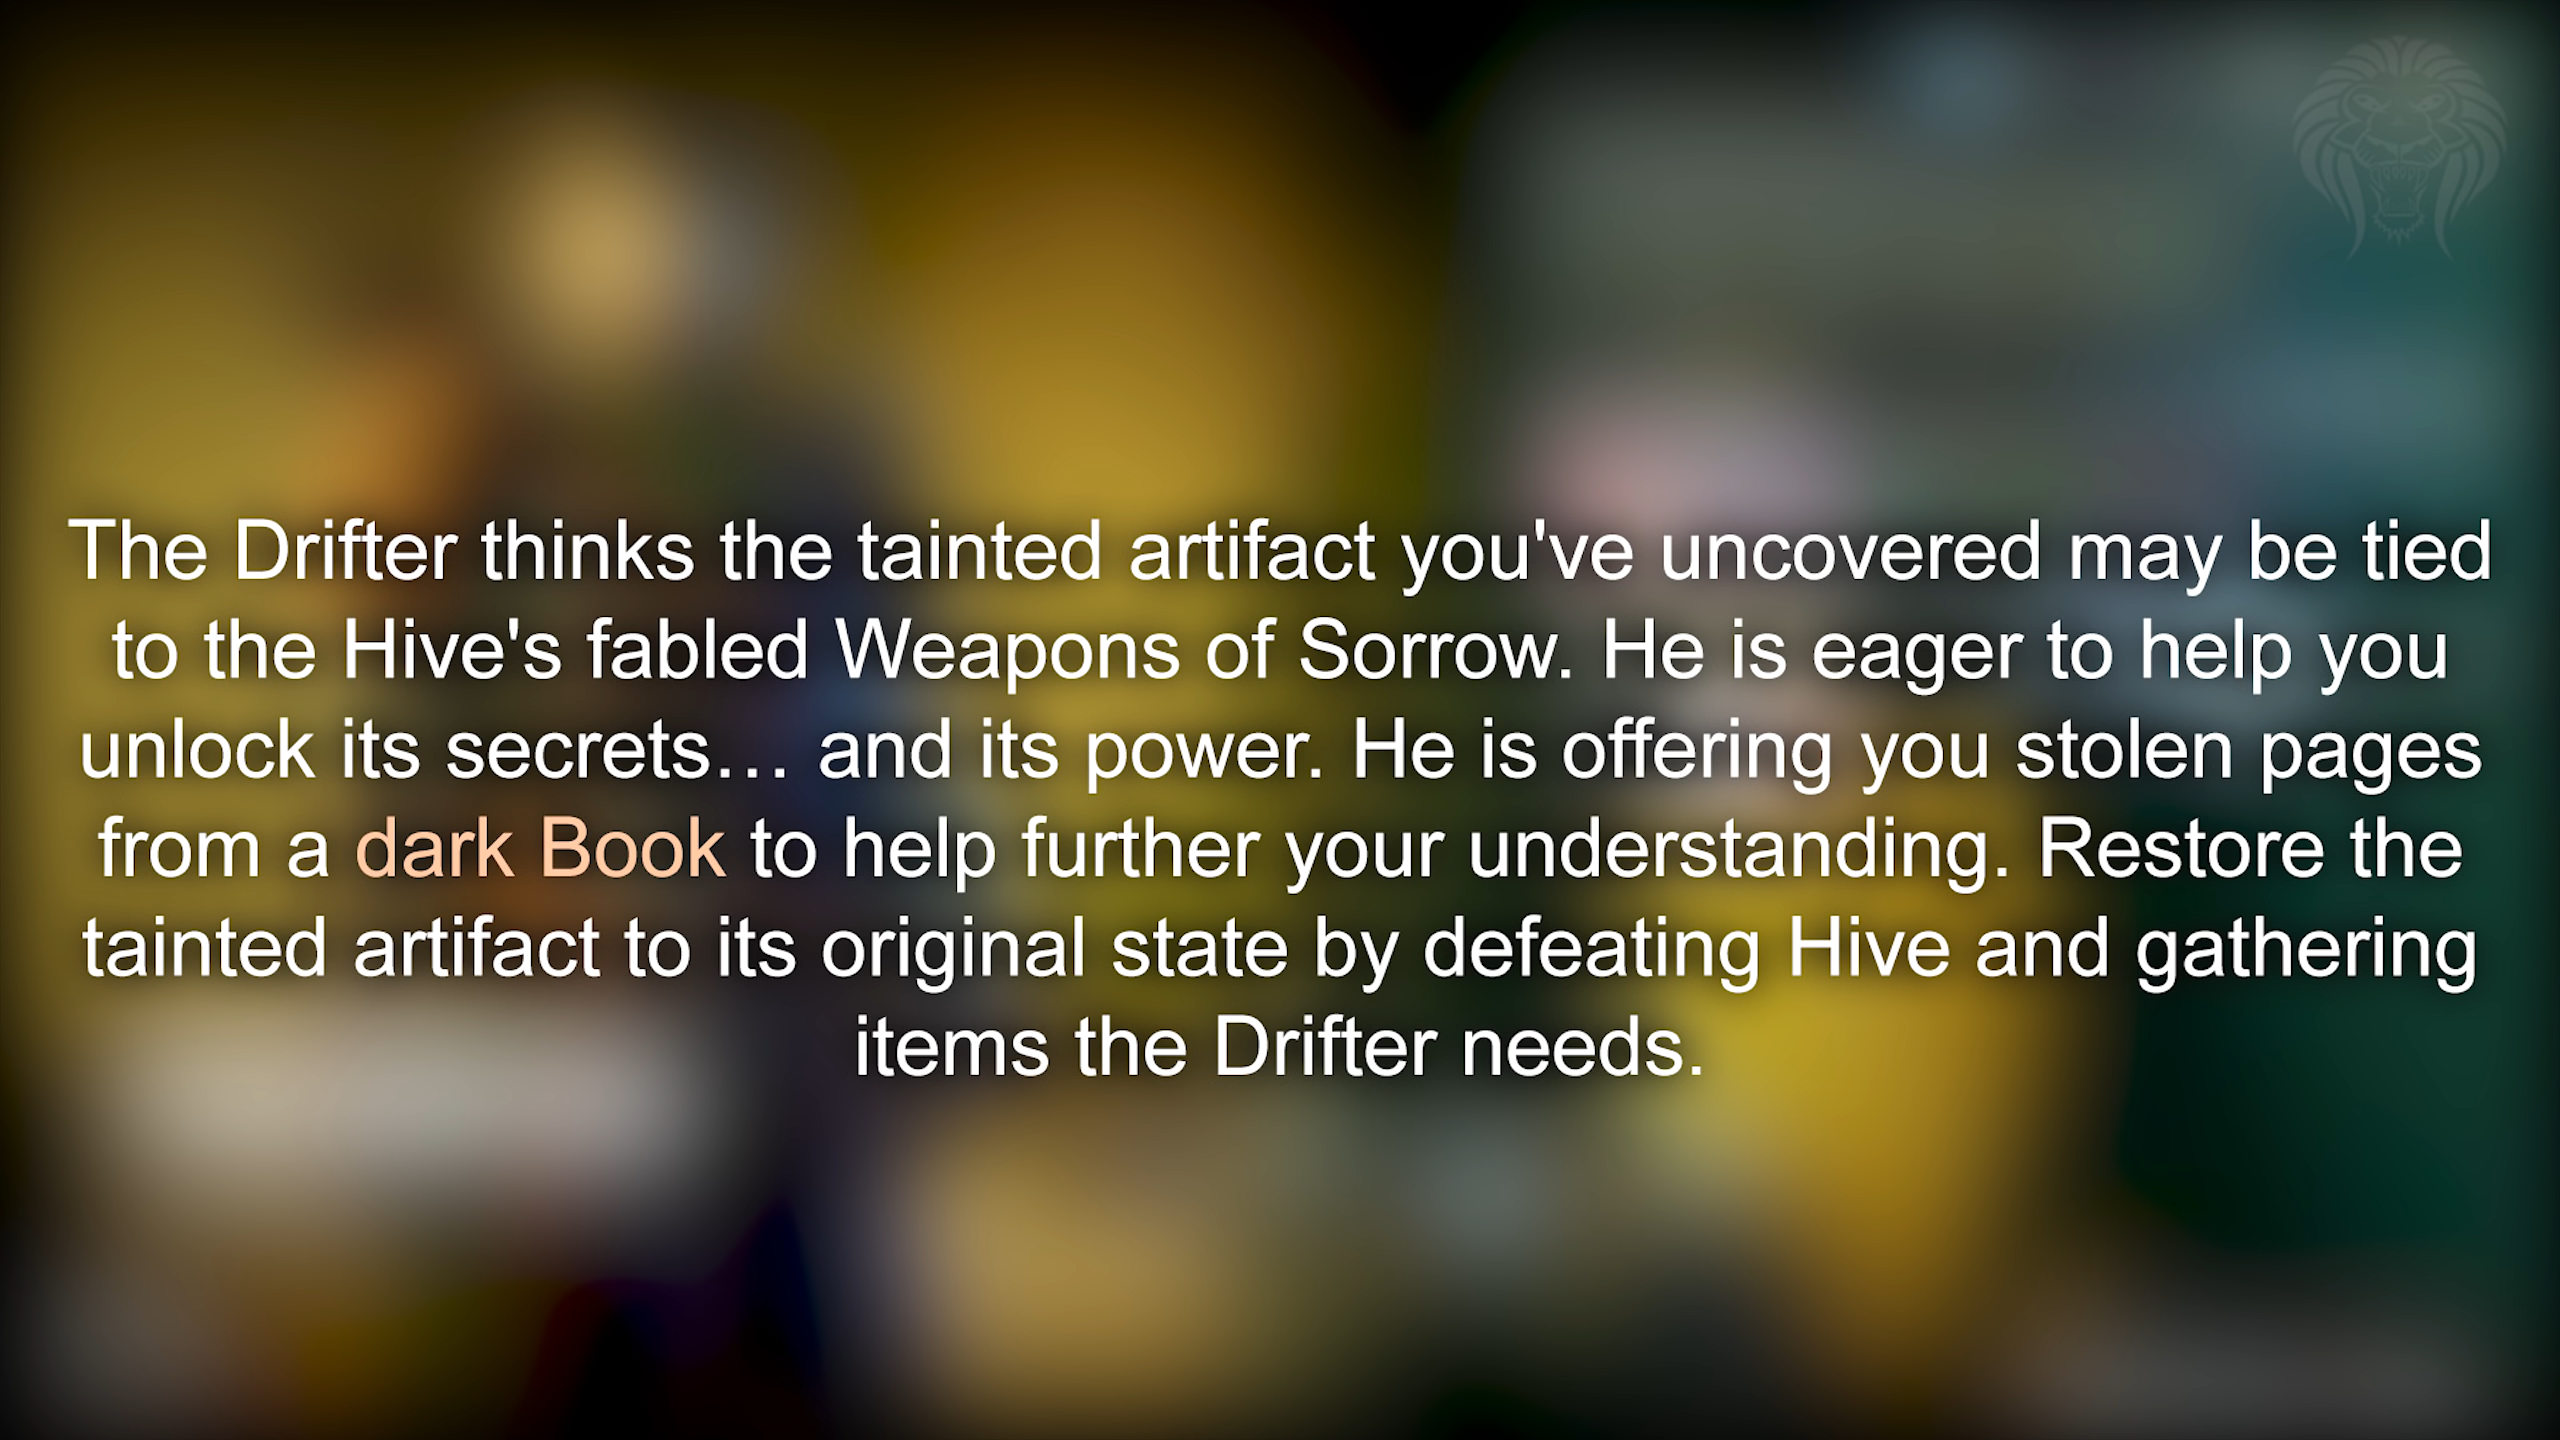 The Drifter thinks the tainted artifact you've uncovered may be tied
to the Hive's fabled Weapons of Sorrow. He is eager to help you
unlock its secrets… and its power. He is offering you stolen pages
from a dark Book to help further your understanding. Restore the
tainted artifact to its original state by defeating Hive and gathering
items the Drifter needs.